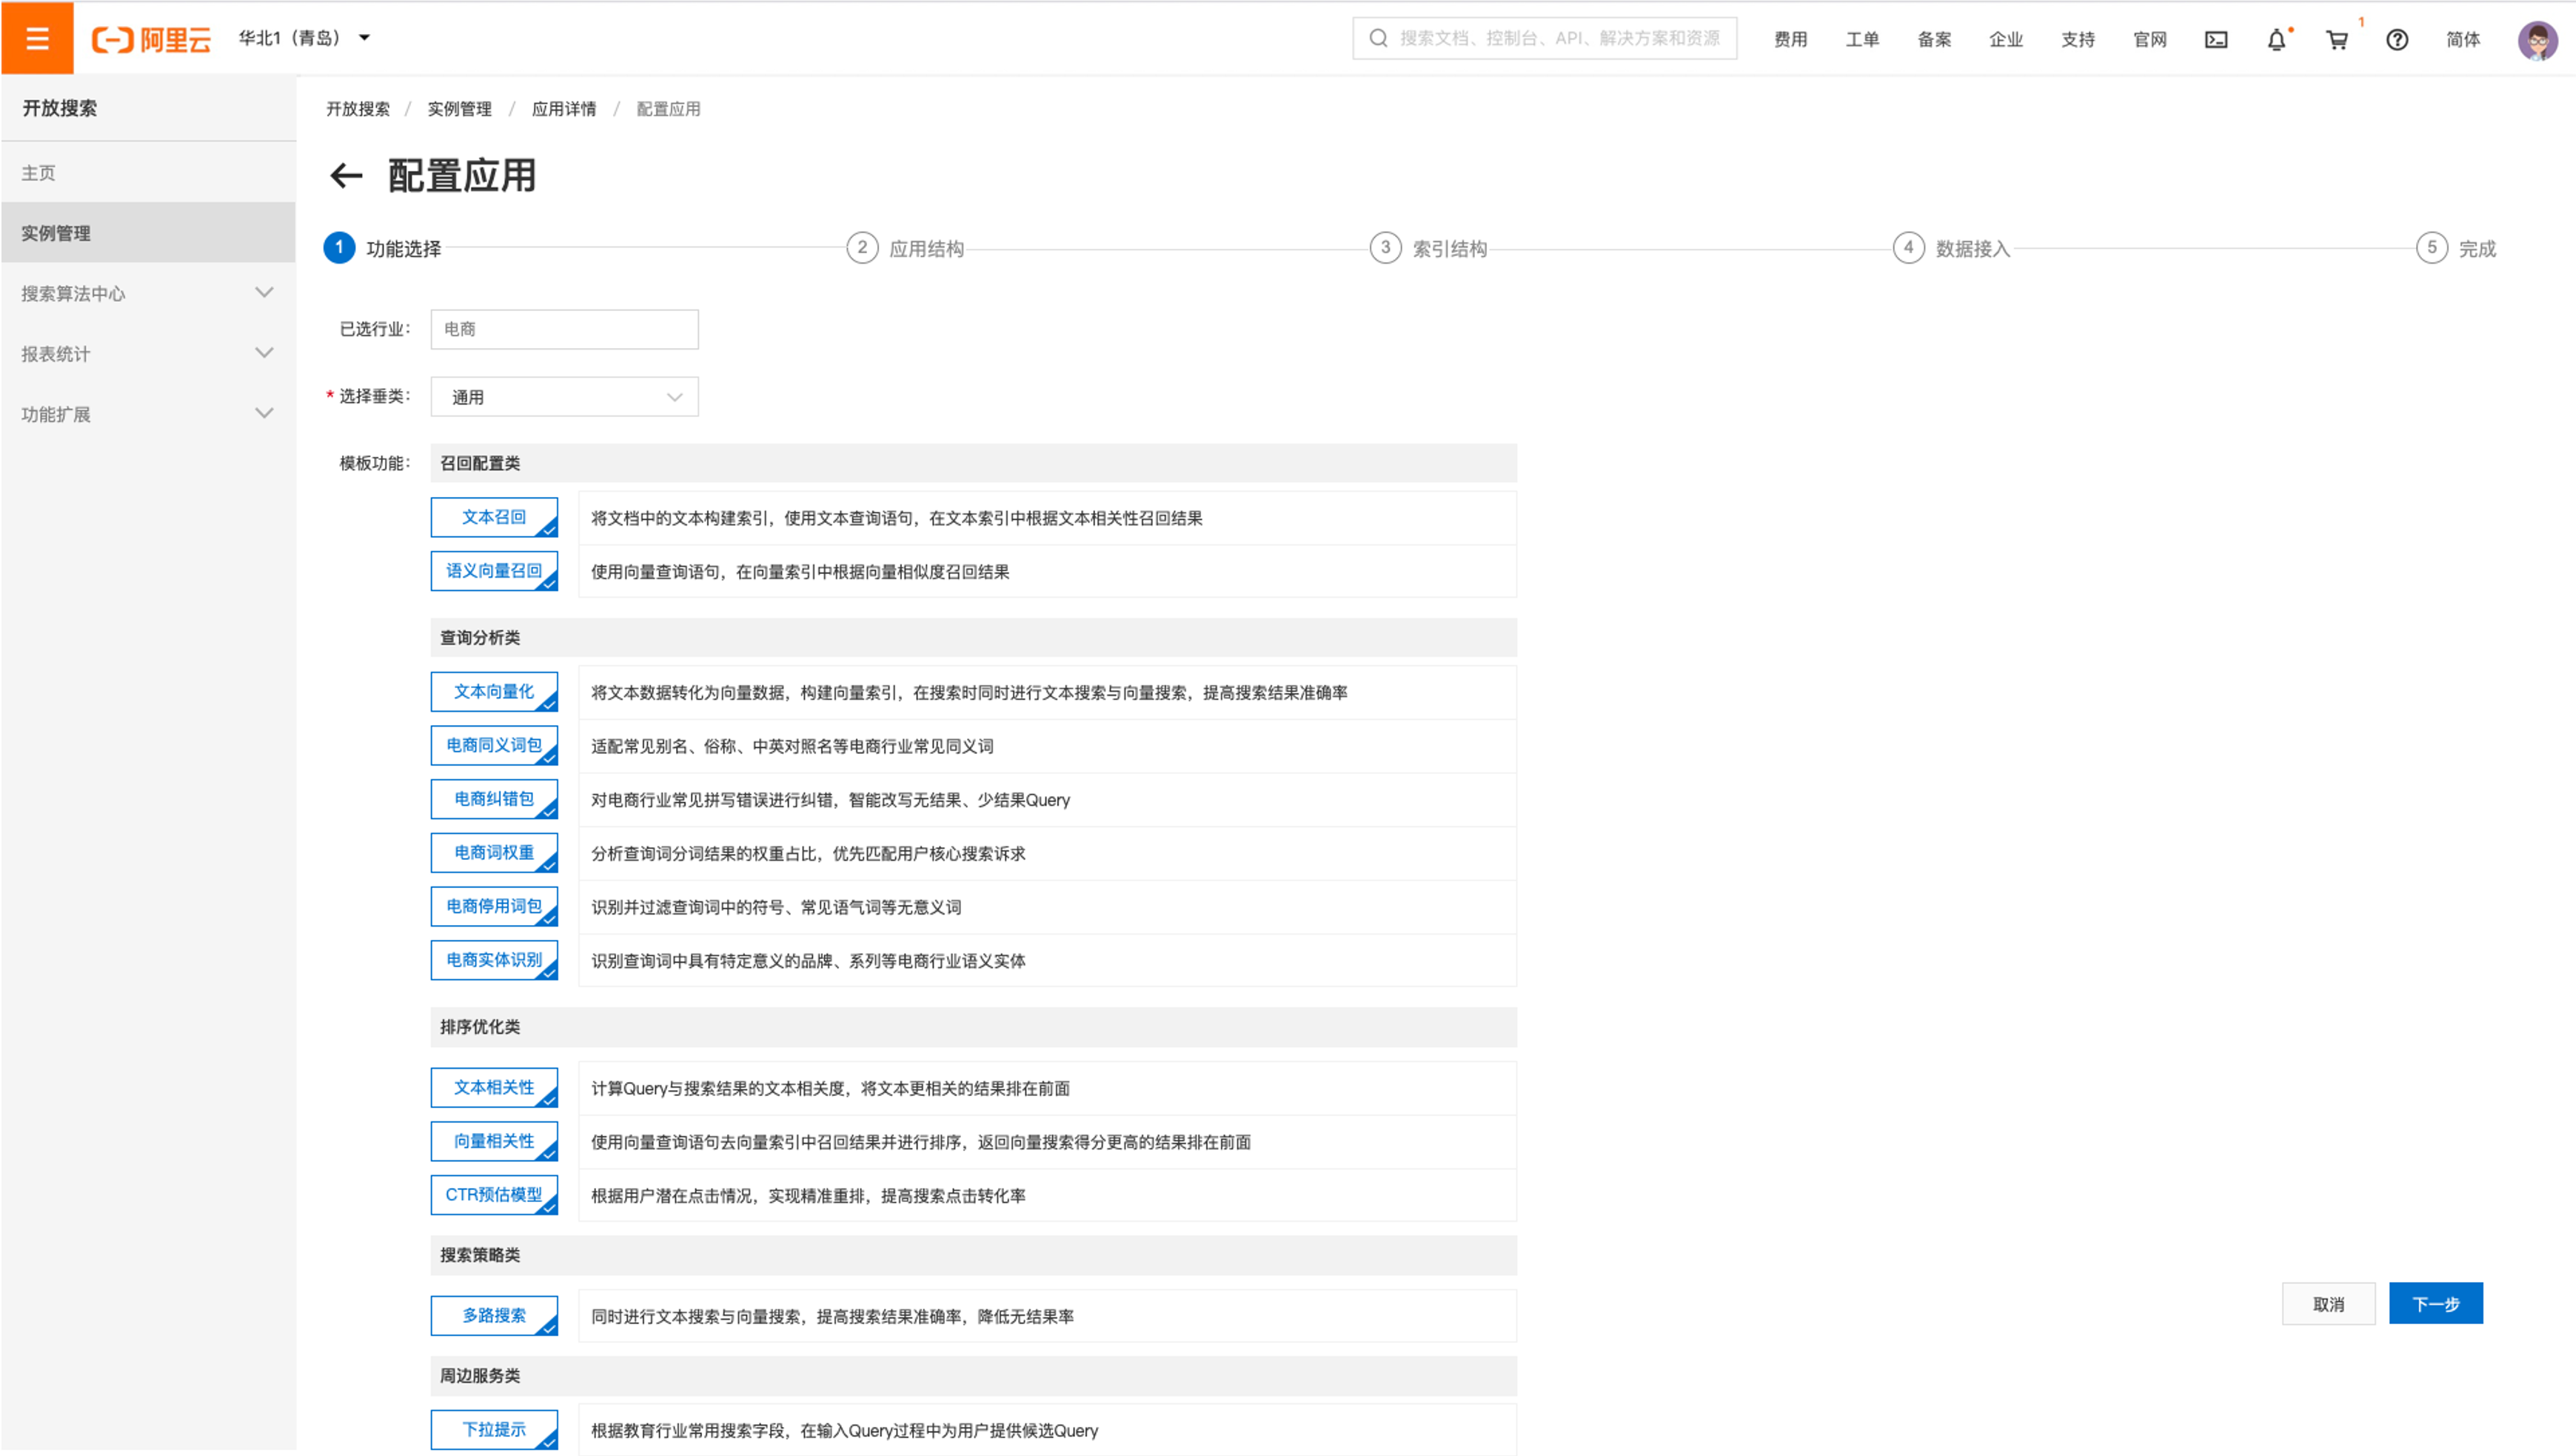 阿里云
华北1（青岛）
搜索文档、控制台、API、解决方案和资源
费用
工单
备案
企业
支持
官网
1
简体
开放搜索
主页
实例管理
搜索算法中心
报表统计
功能扩展
开放搜索 / 实例管理 / 应用详情 / 配置应用
配置应用
1 功能选择
2 应用结构
3 索引结构
4 数据接入
5 完成
已选行业： 电商
* 选择垂类： 通用
模板功能： 召回配置类
文本召回 将文档中的文本构建索引，使用文本查询语句，在文本索引中根据文本相关性召回结果
语义向量召回 使用向量查询语句，在向量索引中根据向量相似度召回结果
查询分析类
文本向量化 将文本数据转化为向量数据，构建向量索引，在搜索时同时进行文本搜索与向量搜索，提高搜索结果准确率
电商同义词包 适配常见别名、俗称、中英对照名等电商行业常见同义词
电商纠错包 对电商行业常见拼写错误进行纠错，智能改写无结果、少结果Query
电商词权重 分析查询词分词结果的权重占比，优先匹配用户核心搜索诉求
电商停用词包 识别并过滤查询词中的符号、常见语气词等无意义词
电商实体识别 识别查询词中具有特定意义的品牌、系列等电商行业语义实体
排序优化类
文本相关性 计算Query与搜索结果的文本相关度，将文本更相关的结果排在前面
向量相关性 使用向量查询语句去向量索引中召回结果并进行排序，返回向量搜索得分更高的结果排在前面
CTR预估模型 根据用户潜在点击情况，实现精准重排，提高搜索点击转化率
搜索策略类
多路搜索 同时进行文本搜索与向量搜索，提高搜索结果准确率，降低无结果率
取消
下一步
周边服务类
下拉提示 根据教育行业常用搜索字段，在输入Query过程中为用户提供候选Query